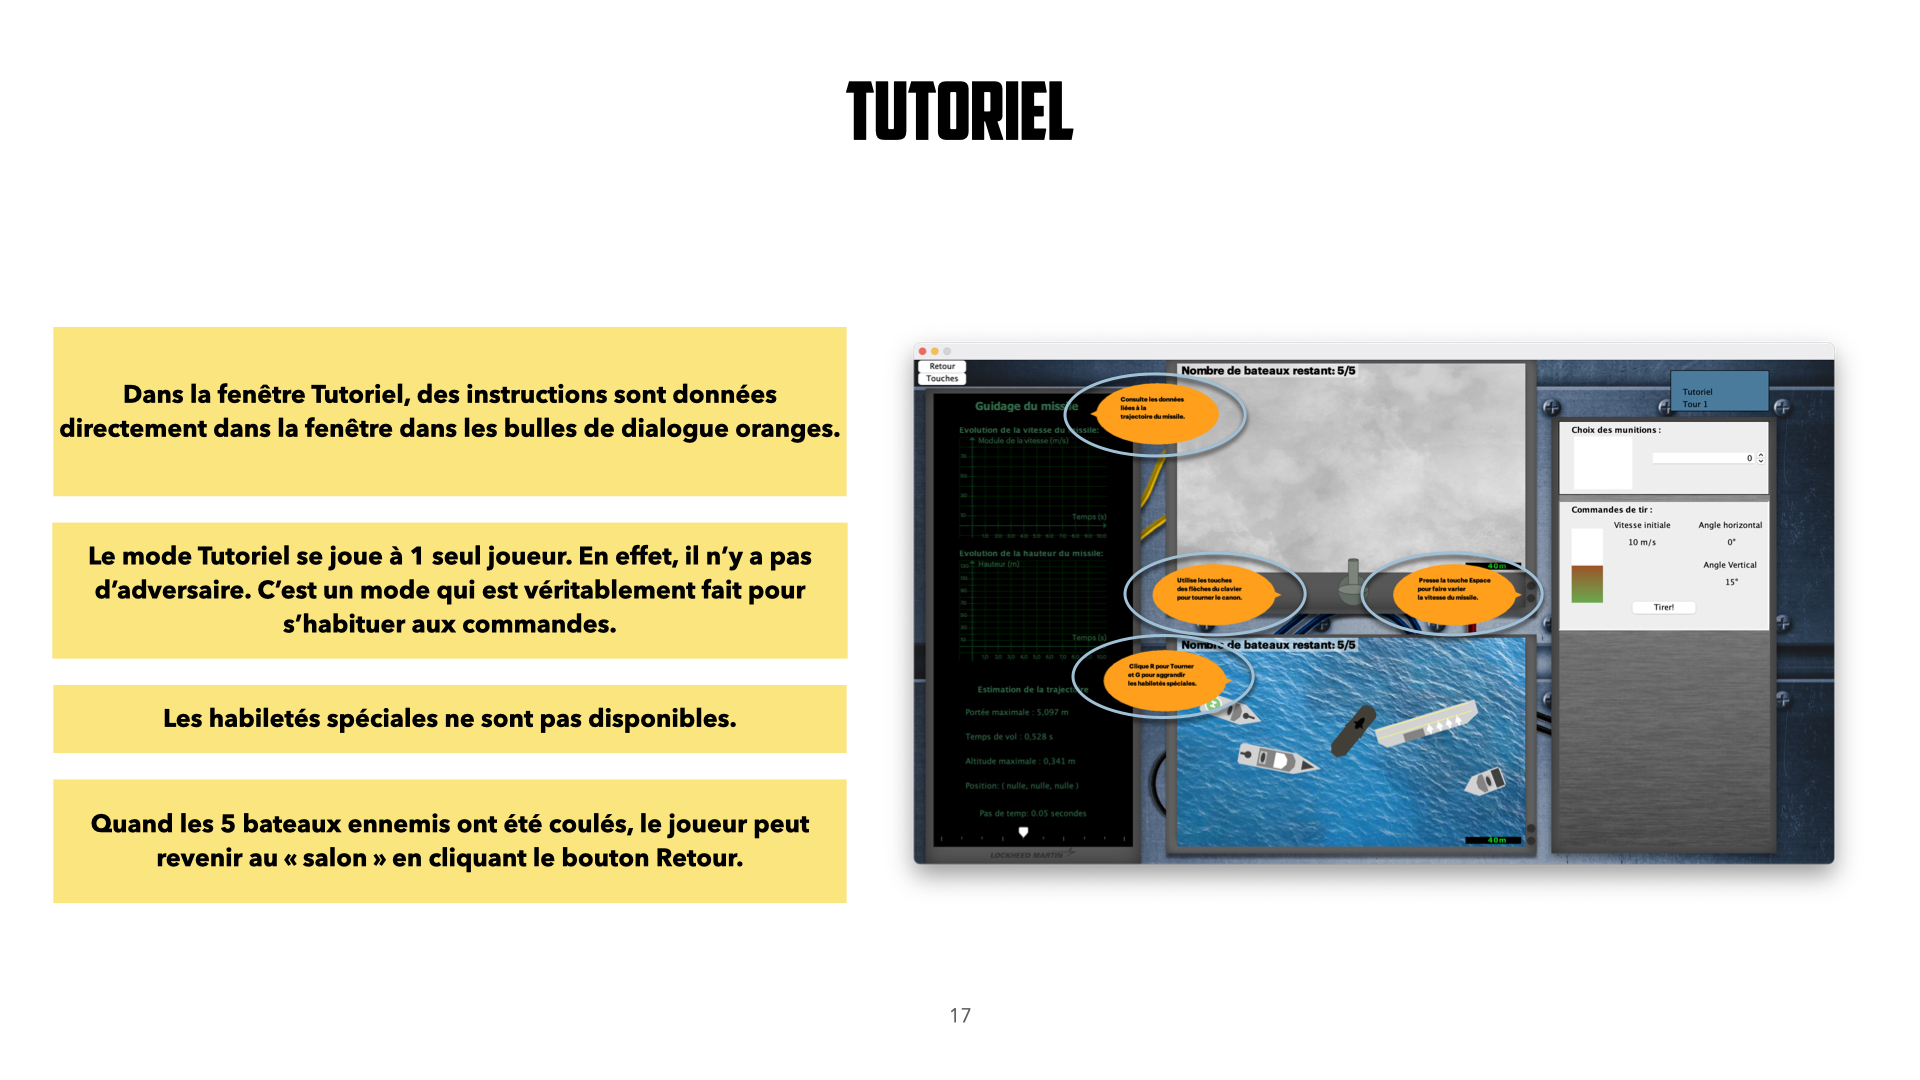 TUTORIEL
Dans la fenêtre Tutoriel, des instructions sont données
directement dans la fenêtre dans les bulles de dialogue oranges.
Le mode Tutoriel se joue à 1 seul joueur. En effet, il n’y a pas
d’adversaire. C’est un mode qui est véritablement fait pour
s’habituer aux commandes.
Les habiletés spéciales ne sont pas disponibles.
Quand les 5 bateaux ennemis ont été coulés, le joueur peut
revenir au « salon » en cliquant le bouton Retour.
Retour
Touches
Guidage du missile
Evolution de la vitesse du missile:
Module de la vitesse (m/s)
Temps (s)
Evolution de la hauteur du missile:
Hauteur (m)
Temps (s)
Estimation de la trajectoire
Portée maximale : 5,097 m
Temps de vol : 0,528 s
Altitude maximale : 0,341 m
Position: ( nulle, nulle, nulle )
Pas de temp: 0.05 secondes
LOCKHEED MARTIN
Nombre de bateaux restant: 5/5
Consulte les données
liées à la
trajectoire du missile.
Utilise les touches
des flèches du clavier
pour tourner le canon.
Presse la touche Espace
pour faire varier
la vitesse du missile.
40m
Nombre de bateaux restant: 5/5
Clique R pour Tourner
et G pour aggrandir
les habiletés spéciales.
40m
Tutoriel
Tour 1
Choix des munitions :
0
Commandes de tir :
Vitesse initiale
Angle horizontal
10 m/s
0°
Angle Vertical
15°
Tirer!
17